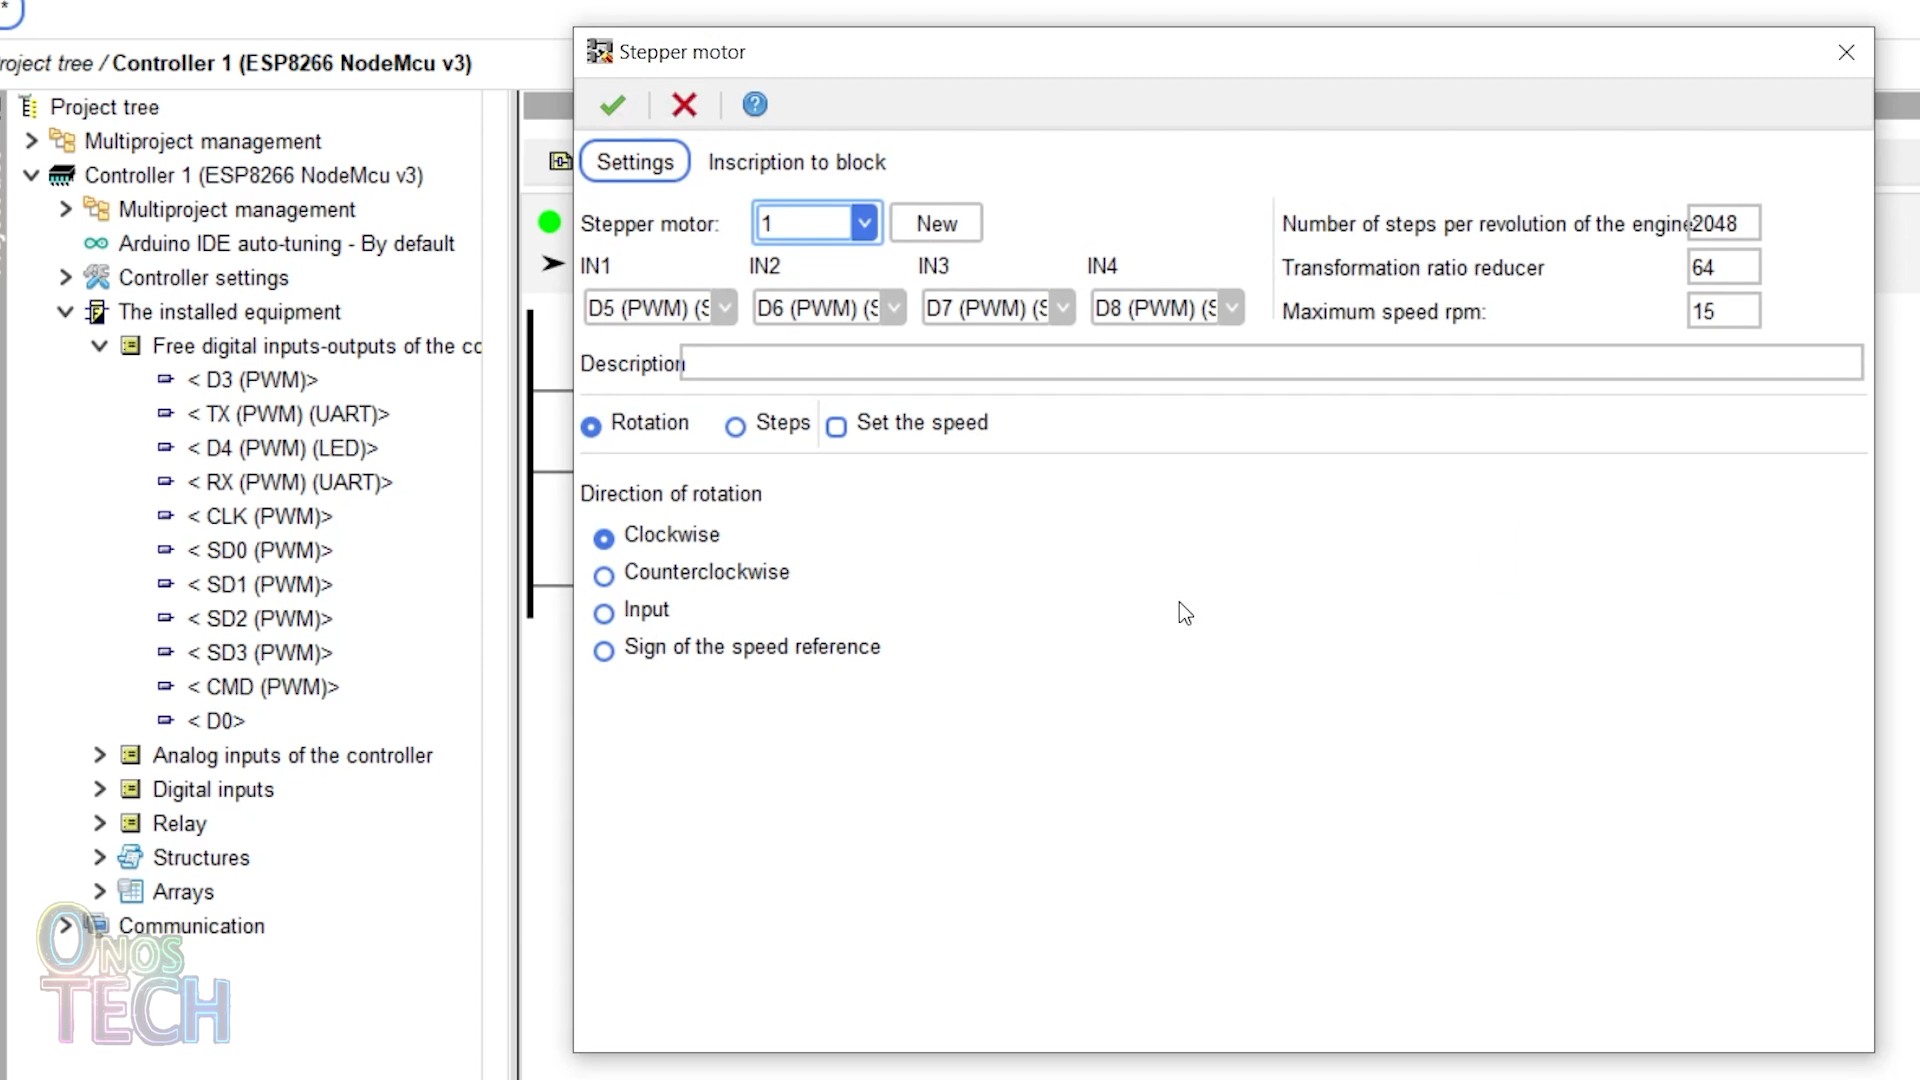 *
roject tree / Controller 1 (ESP8266 NodeMcu v3)
Project tree
Multiproject management
Controller 1 (ESP8266 NodeMcu v3)
Multiproject management
Arduino IDE auto-tuning - By default
Controller settings
The installed equipment
Free digital inputs-outputs of the co
< D3 (PWM)>
< TX (PWM) (UART)>
< D4 (PWM) (LED)>
< RX (PWM) (UART)>
< CLK (PWM)>
< SD0 (PWM)>
< SD1 (PWM)>
< SD2 (PWM)>
< SD3 (PWM)>
< CMD (PWM)>
< D0>
Analog inputs of the controller
Digital inputs
Relay
Structures
Arrays
Communication
ONOS
TECH
Stepper motor
Settings Inscription to block
Stepper motor: 1 New
IN1 IN2 IN3 IN4
D5 (PWM) (S D6 (PWM) (S D7 (PWM) (S D8 (PWM) (S
Number of steps per revolution of the engine 2048
Transformation ratio reducer 64
Maximum speed rpm: 15
Description
Rotation Steps Set the speed
Direction of rotation
Clockwise
Counterclockwise
Input
Sign of the speed reference